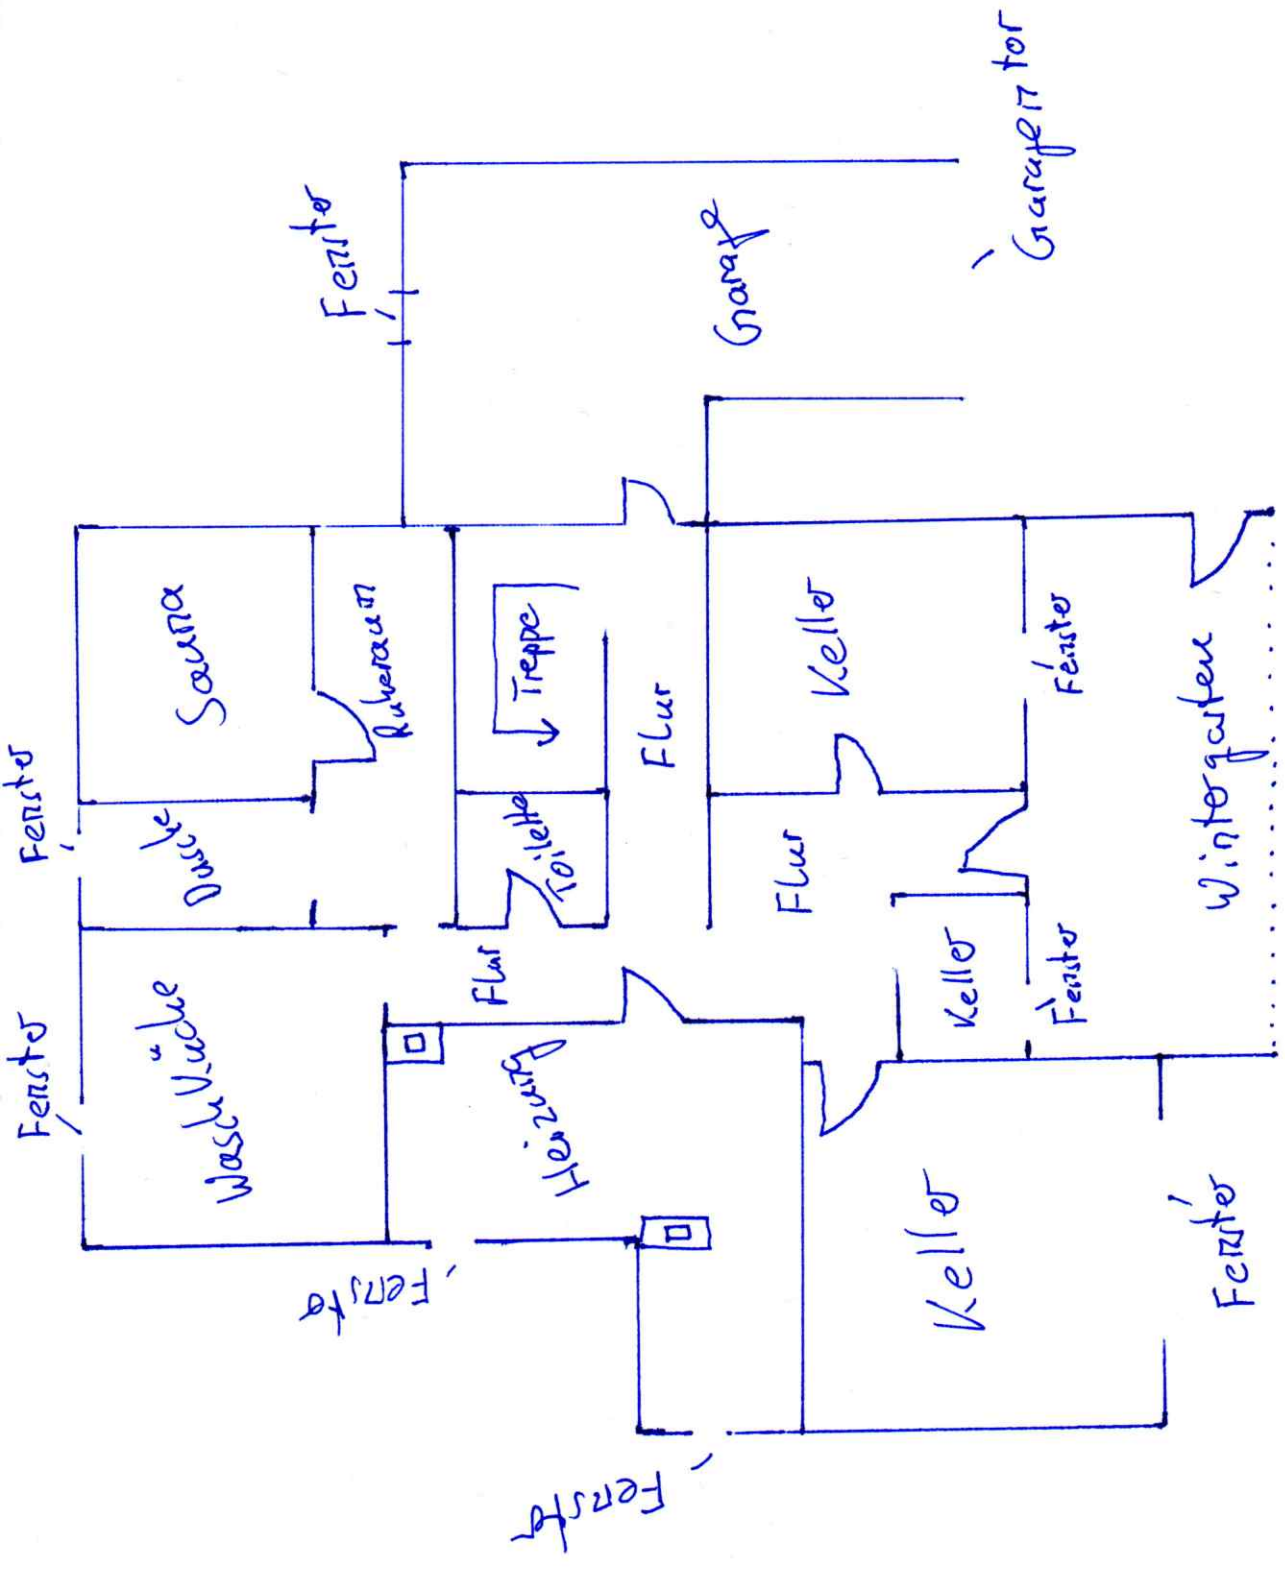 Fenster
Fenster
Fenster
Sauna
Dusche
Waschküche
Ruheraum
Treppe
Toilette
Flur
Heizung
Fenster
Fenster
Flur
Garage
Garagentor
Keller
Flur
Keller
Keller
Fenster
Fenster
Fenster
Wintergarten